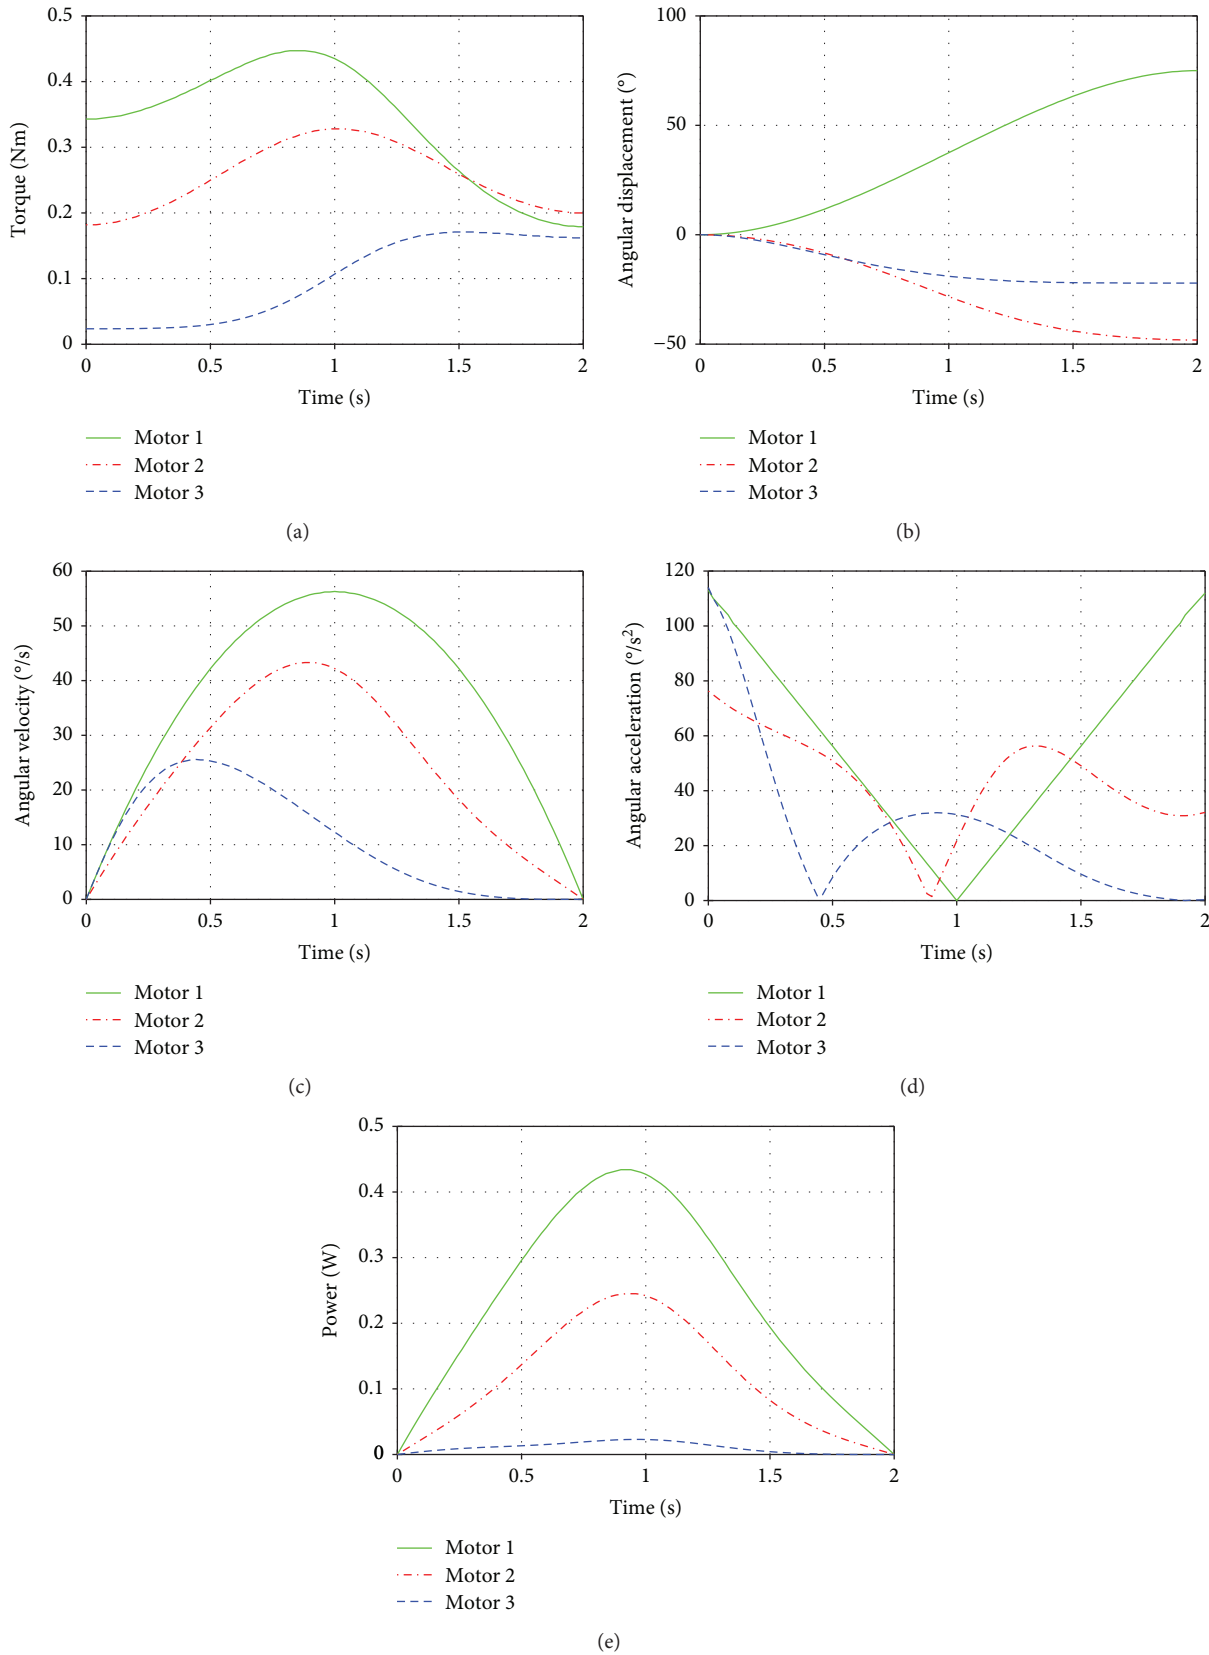 0.5
0.4
0.3
0.2
0.1
0
Torque (Nm)
0 0.5 1 1.5 2
Time (s)
Motor 1
Motor 2
Motor 3
(a)
100
50
0
−50
Angular displacement (°)
0 0.5 1 1.5 2
Time (s)
Motor 1
Motor 2
Motor 3
(b)
60
50
40
30
20
10
0
Angular velocity (°/s)
0 0.5 1 1.5 2
Time (s)
Motor 1
Motor 2
Motor 3
(c)
120
100
80
60
40
20
0
Angular acceleration (°/s²)
0 0.5 1 1.5 2
Time (s)
Motor 1
Motor 2
Motor 3
(d)
0.5
0.4
0.3
0.2
0.1
0
Power (W)
0 0.5 1 1.5 2
Time (s)
Motor 1
Motor 2
Motor 3
(e)